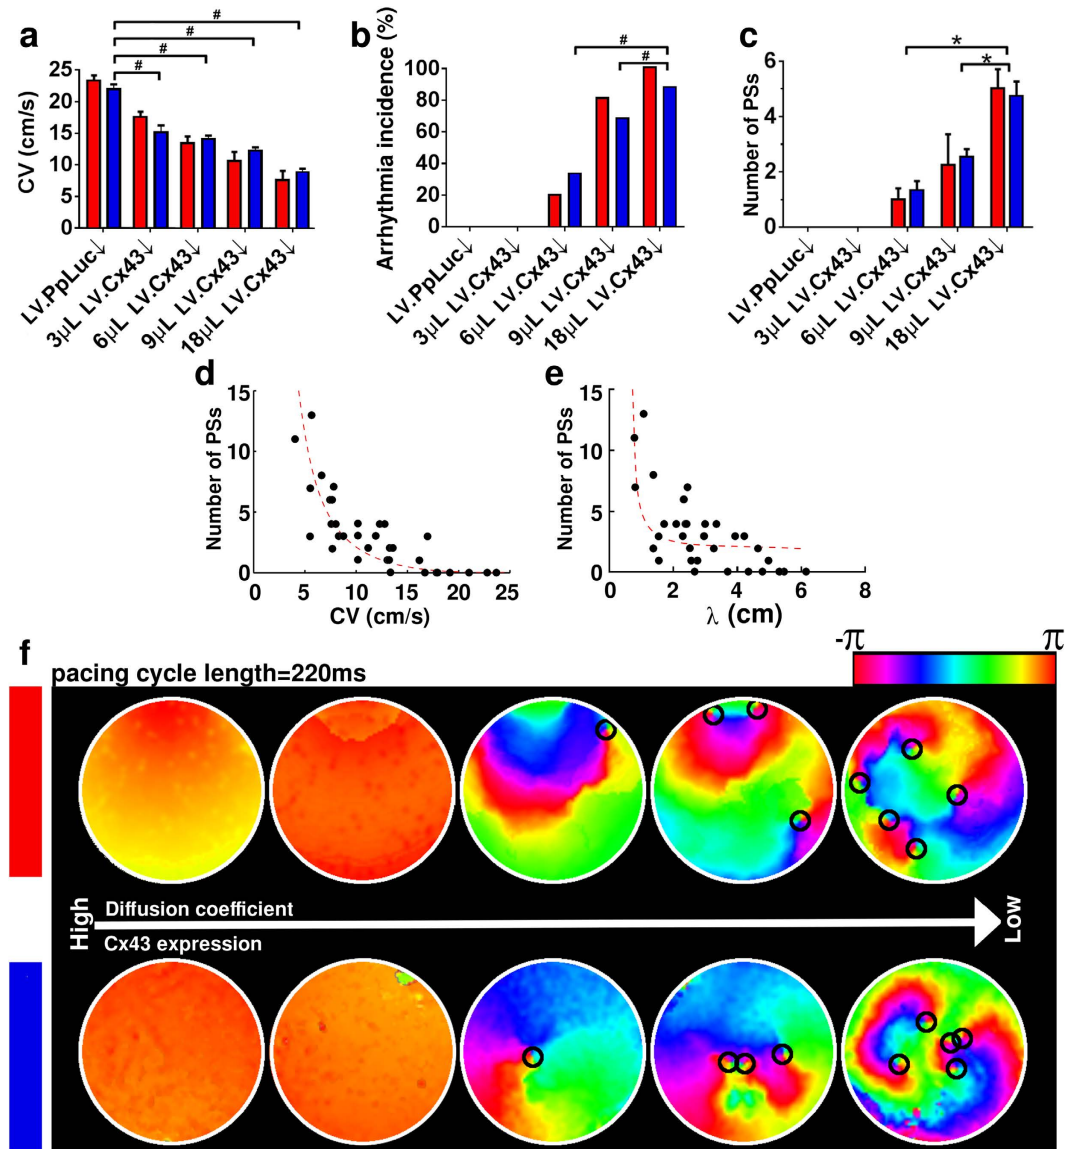 a
#
#
#
#
CV (cm/s)
25
20
15
10
5
0
LV.PpLuc↓
3µL LV.Cx43↓
6µL LV.Cx43↓
9µL LV.Cx43↓
18µL LV.Cx43↓
b
#
#
Arrhythmia incidence (%)
100
80
60
40
20
0
LV.PpLuc↓
3µL LV.Cx43↓
6µL LV.Cx43↓
9µL LV.Cx43↓
18µL LV.Cx43↓
c
*
*
Number of PSs
6
4
2
0
LV.PpLuc↓
3µL LV.Cx43↓
6µL LV.Cx43↓
9µL LV.Cx43↓
18µL LV.Cx43↓
d
Number of PSs
15
10
5
0
0 5 10 15 20 25
CV (cm/s)
e
Number of PSs
15
10
5
0
0 2 4 6 8
λ (cm)
f
pacing cycle length=220ms
-π π
High
Diffusion coefficient
Cx43 expression
Low